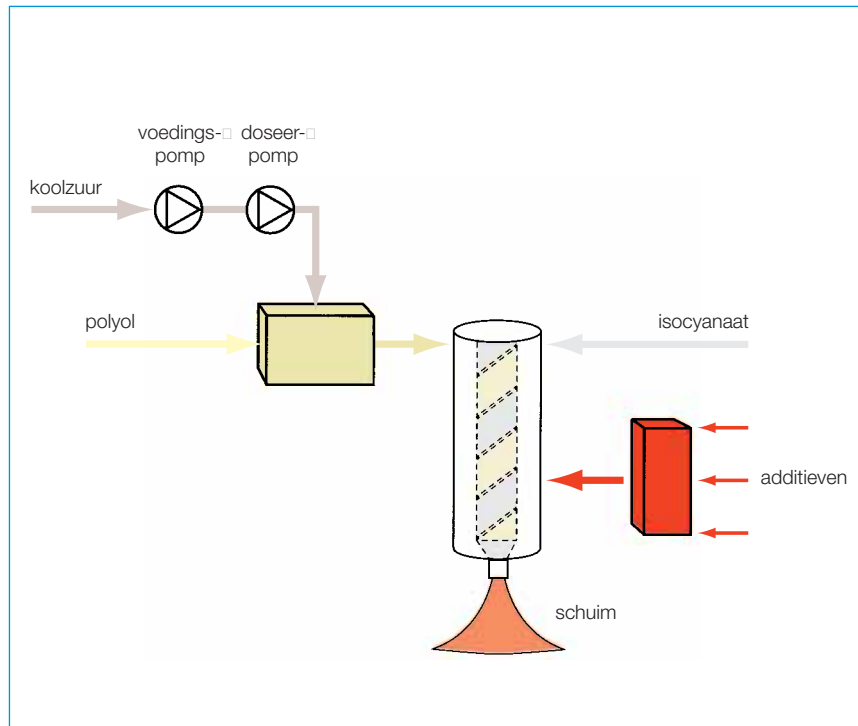 voedings- doseer-
pomp pomp
koolzuur
polyol
isocyanaat
additieven
schuim